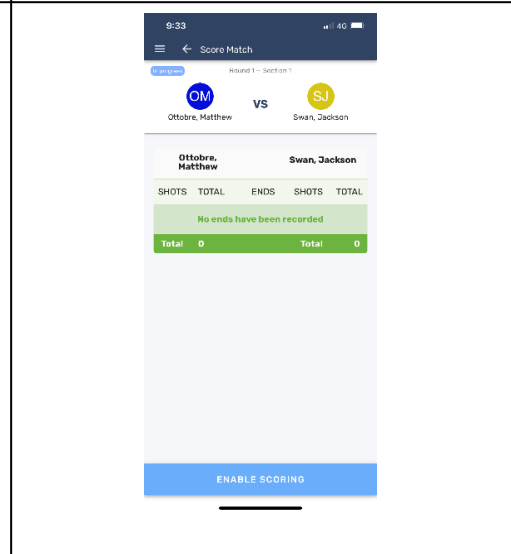 9:33
4G
Score Match
In progress
Round 1 – Section 1
OM
VS
SJ
Ottobre, Matthew
Swan, Jackson
Ottobre,
Matthew
Swan, Jackson
SHOTS TOTAL ENDS SHOTS TOTAL
No ends have been recorded
Total 0 Total 0
ENABLE SCORING